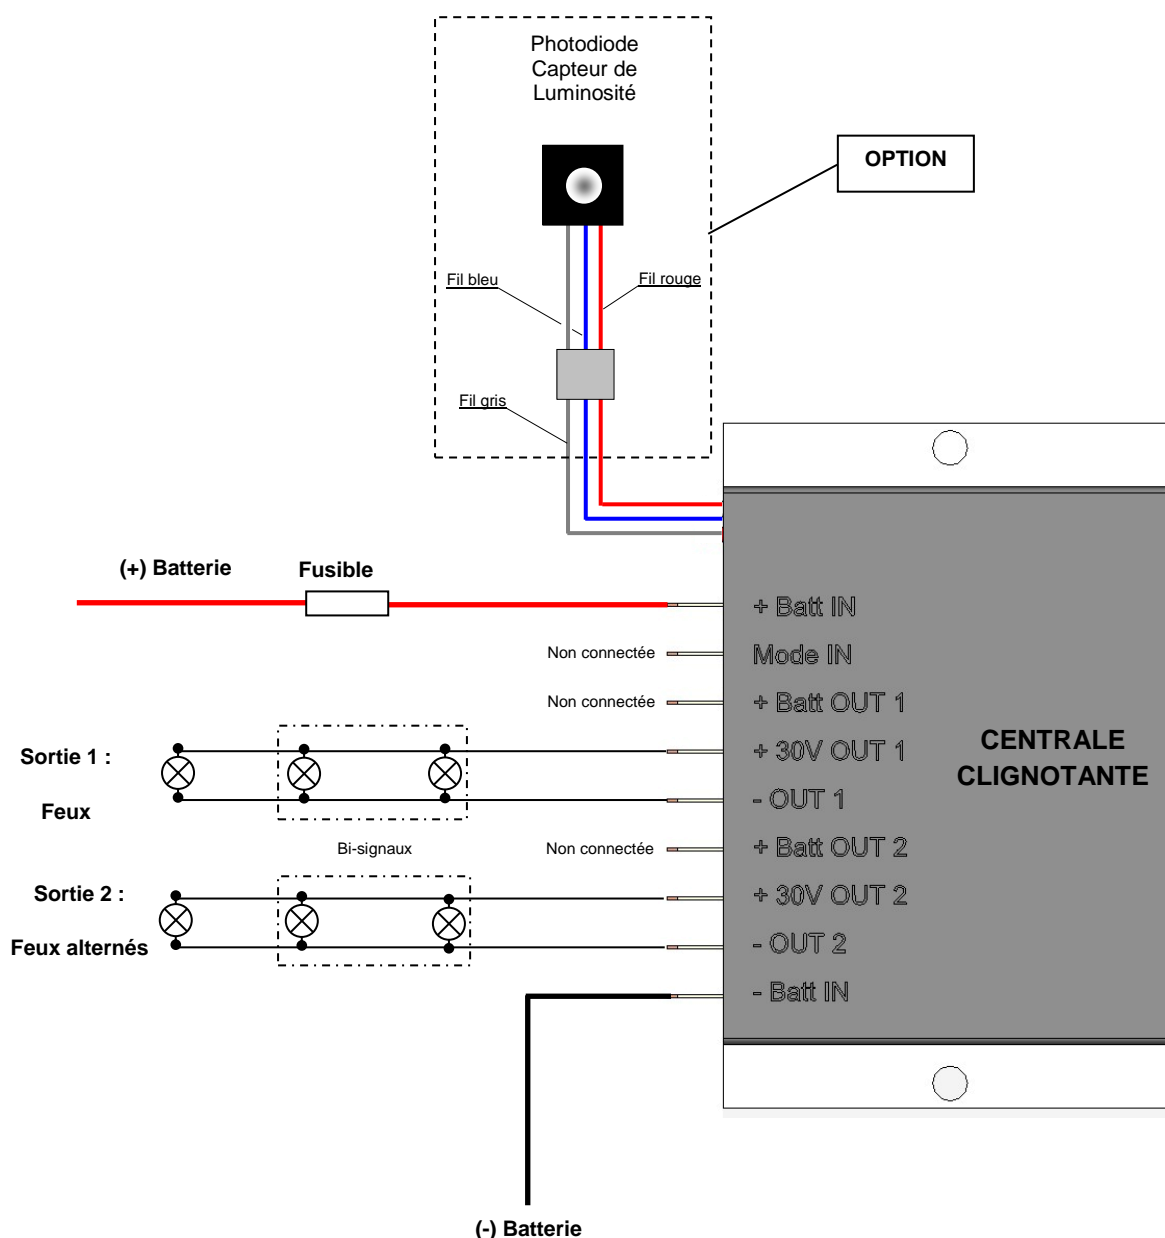 Photodiode
Capteur de
Luminosité
OPTION
Fil bleu
Fil rouge
Fil gris
(+) Batterie
Fusible
+ Batt IN
Non connectée
Mode IN
Non connectée
+ Batt OUT 1
Sortie 1 :
+ 30V OUT 1
CENTRALE
CLIGNOTANTE
Feux
- OUT 1
Bi-signaux
Non connectée
+ Batt OUT 2
Sortie 2 :
+ 30V OUT 2
Feux alternés
- OUT 2
- Batt IN
(-) Batterie